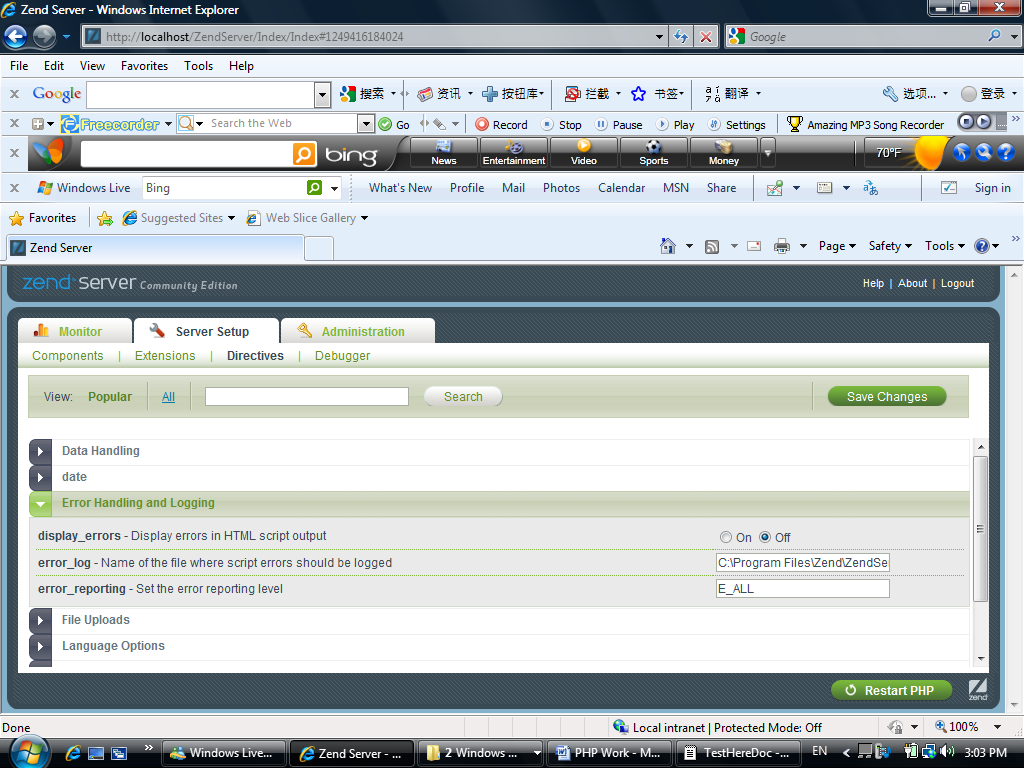 Zend Server - Windows Internet Explorer
http://localhost/ZendServer/Index/Index#1249416184024
Google
File Edit View Favorites Tools Help
x Google 搜索 资讯 按钮库 拦截 书签 翻译 选项... 登录
x Freecorder Search the Web Go Record Stop Pause Play Settings Amazing MP3 Song Recorder
x bing News Entertainment Video Sports Money 70°F
x Windows Live Bing What's New Profile Mail Photos Calendar MSN Share Sign in
Favorites Suggested Sites Web Slice Gallery
Zend Server Page Safety Tools
zend server Community Edition Help | About | Logout
Monitor Server Setup Administration
Components | Extensions | Directives | Debugger
View: Popular All Search Save Changes
Data Handling
date
Error Handling and Logging
display_errors - Display errors in HTML script output On Off
error_log - Name of the file where script errors should be logged C:\Program Files\Zend\ZendSe
error_reporting - Set the error reporting level E_ALL
File Uploads
Language Options
Restart PHP zend
Done Local intranet | Protected Mode: Off 100%
Windows Live... Zend Server - ... 2 Windows ... PHP Work - M... TestHereDoc -... EN 3:03 PM